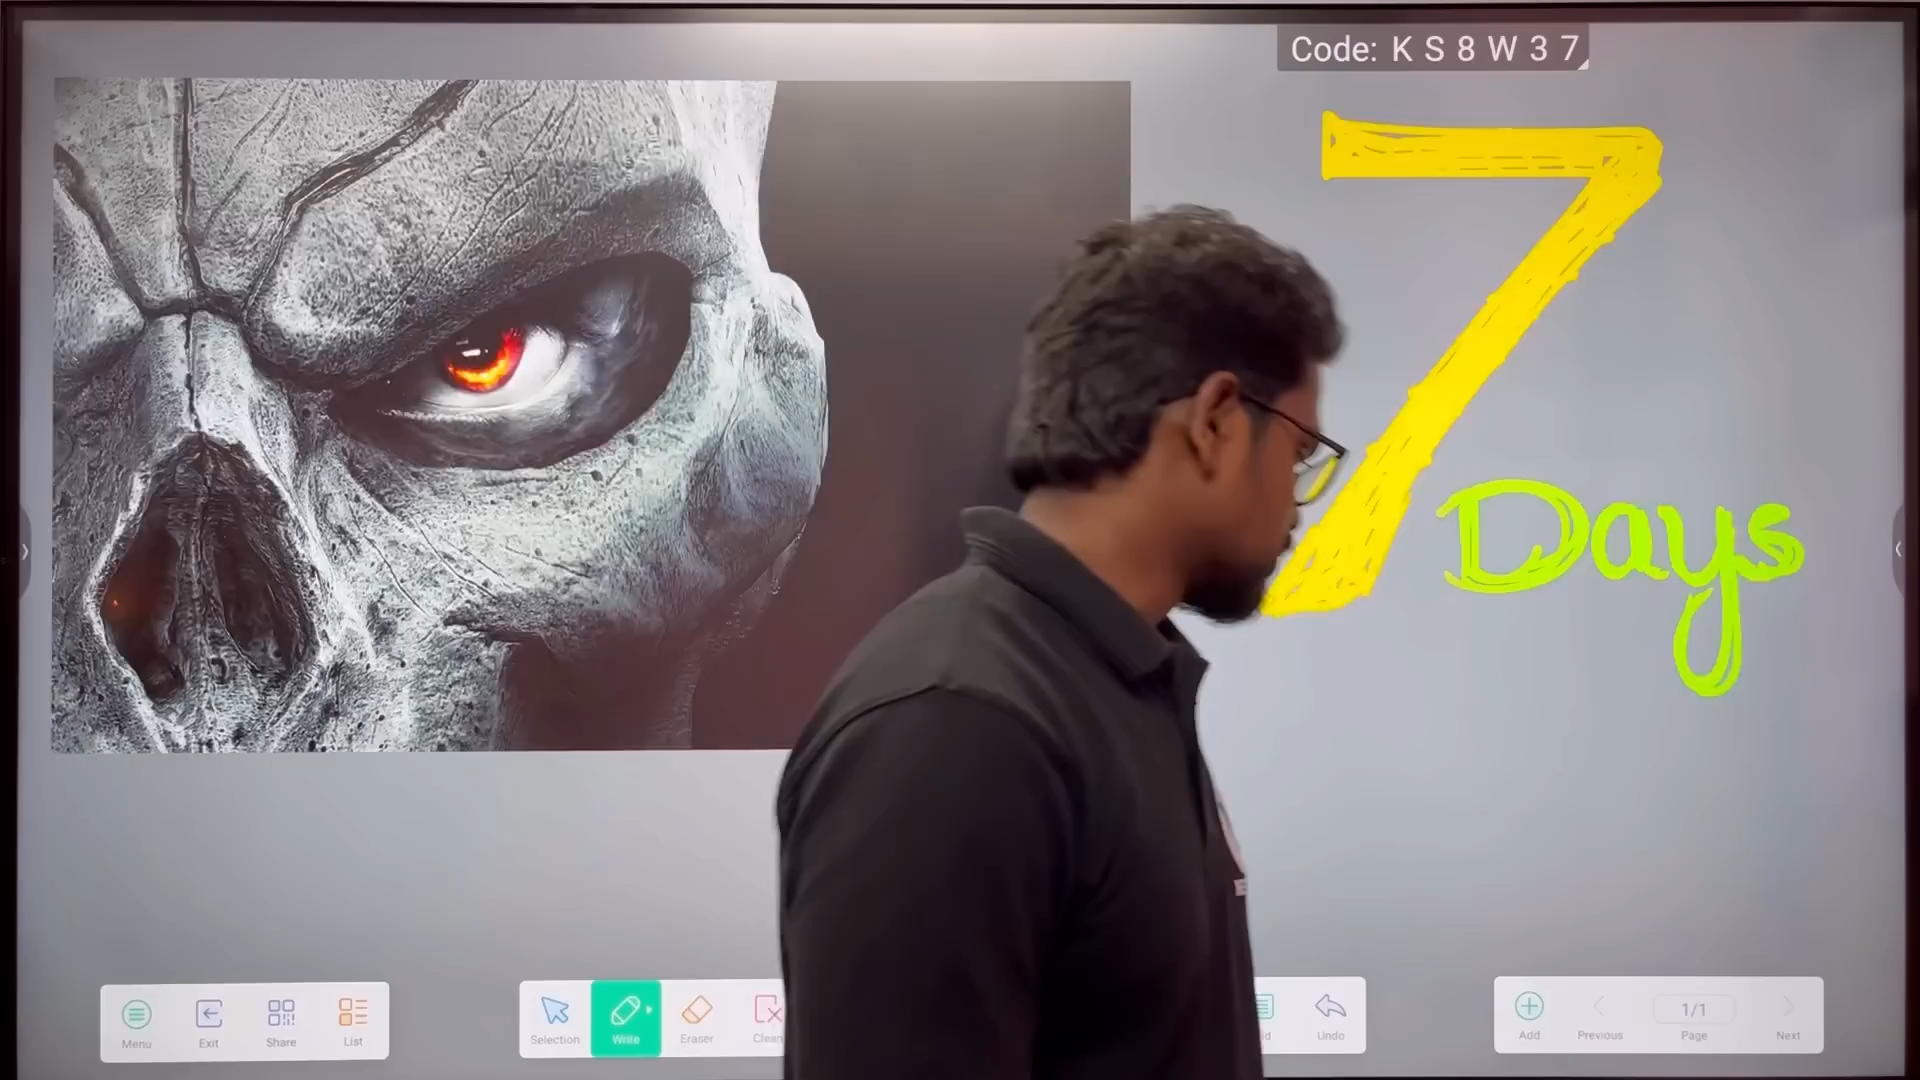 Code: K S 8 W 3 7
7
Days
Menu
Exit
Share
List
Selection
Write
Eraser
Clean
Undo
Add
Previous
1/1
Page
Next